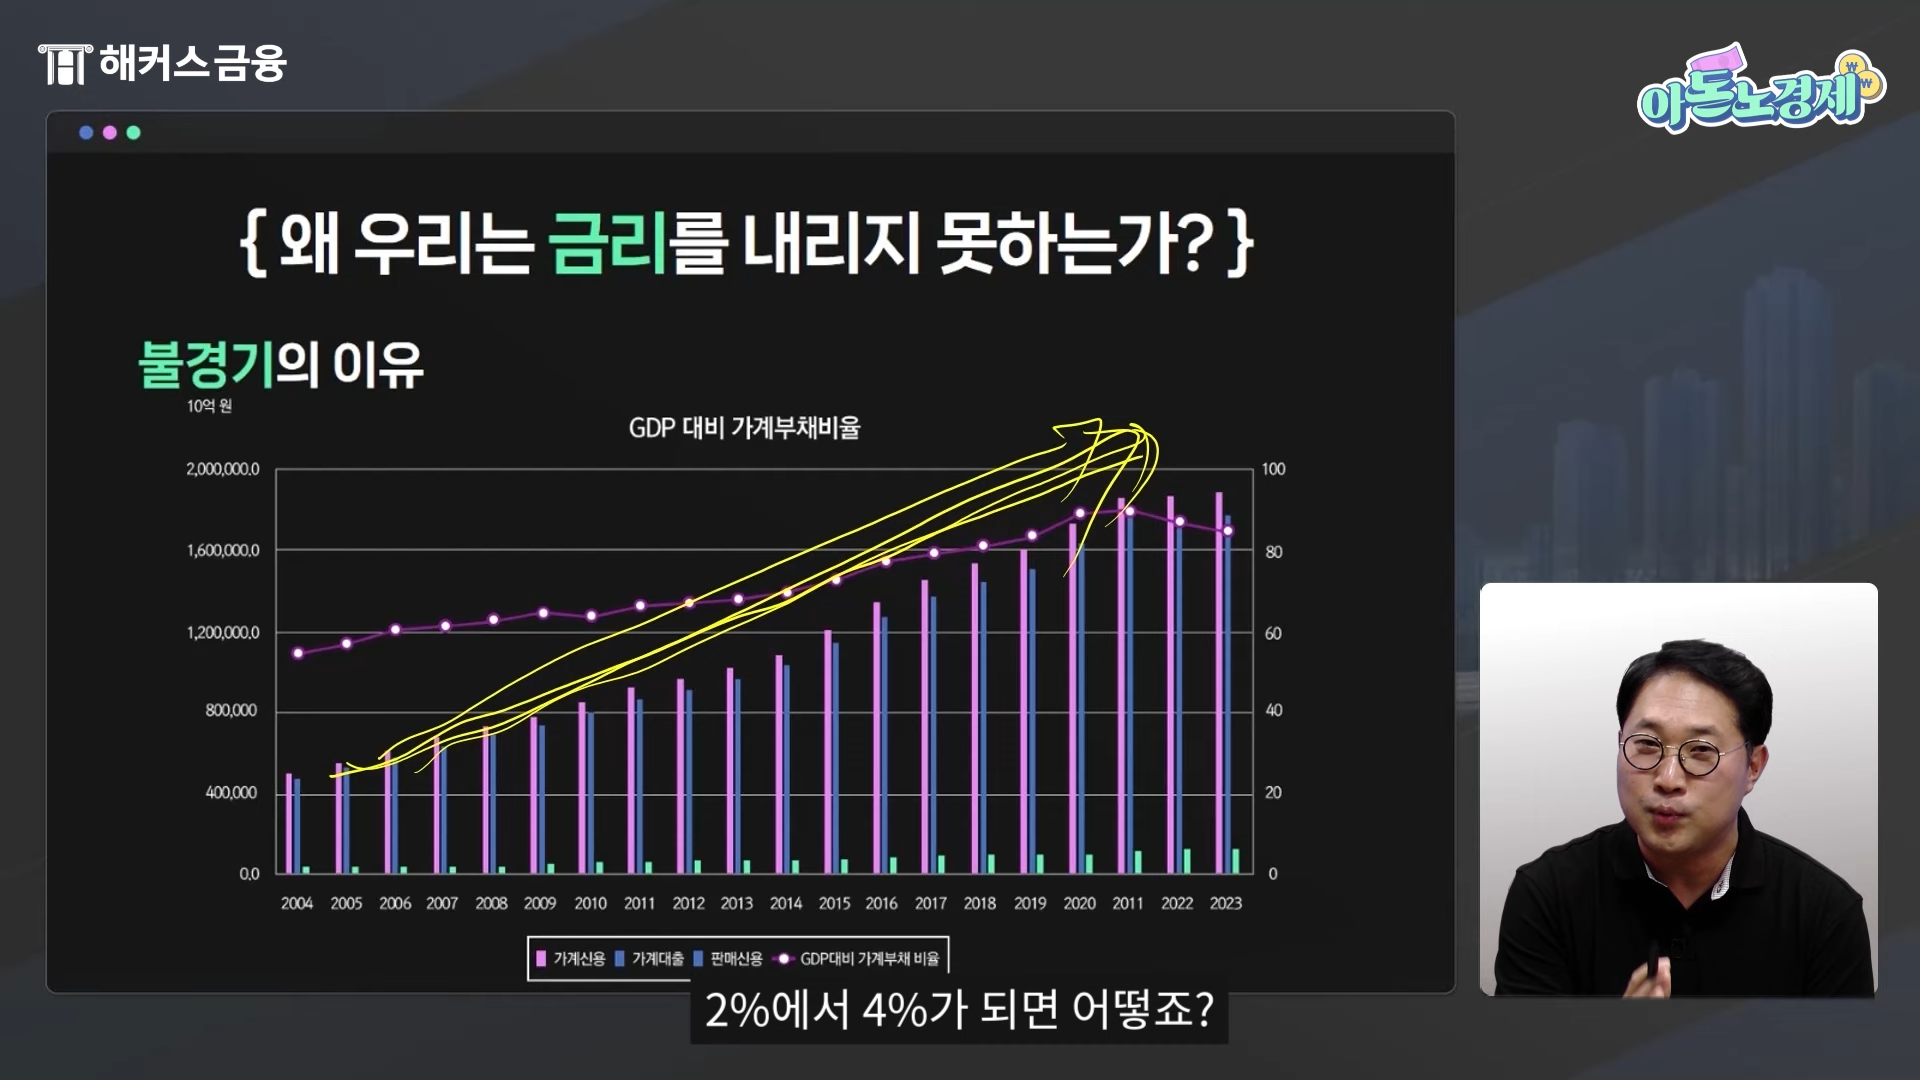 해커스금융
아돈노경제
{ 왜 우리는 금리를 내리지 못하는가? }
불경기의 이유
10억 원
GDP 대비 가계부채비율
2,000,000.0 100
1,600,000.0 80
1,200,000.0 60
800,000 40
400,000 20
0.0 0
2004 2005 2006 2007 2008 2009 2010 2011 2012 2013 2014 2015 2016 2017 2018 2019 2020 2011 2022 2023
가계신용 가계대출 판매신용 GDP대비 가계부채 비율
2%에서 4%가 되면 어떻죠?